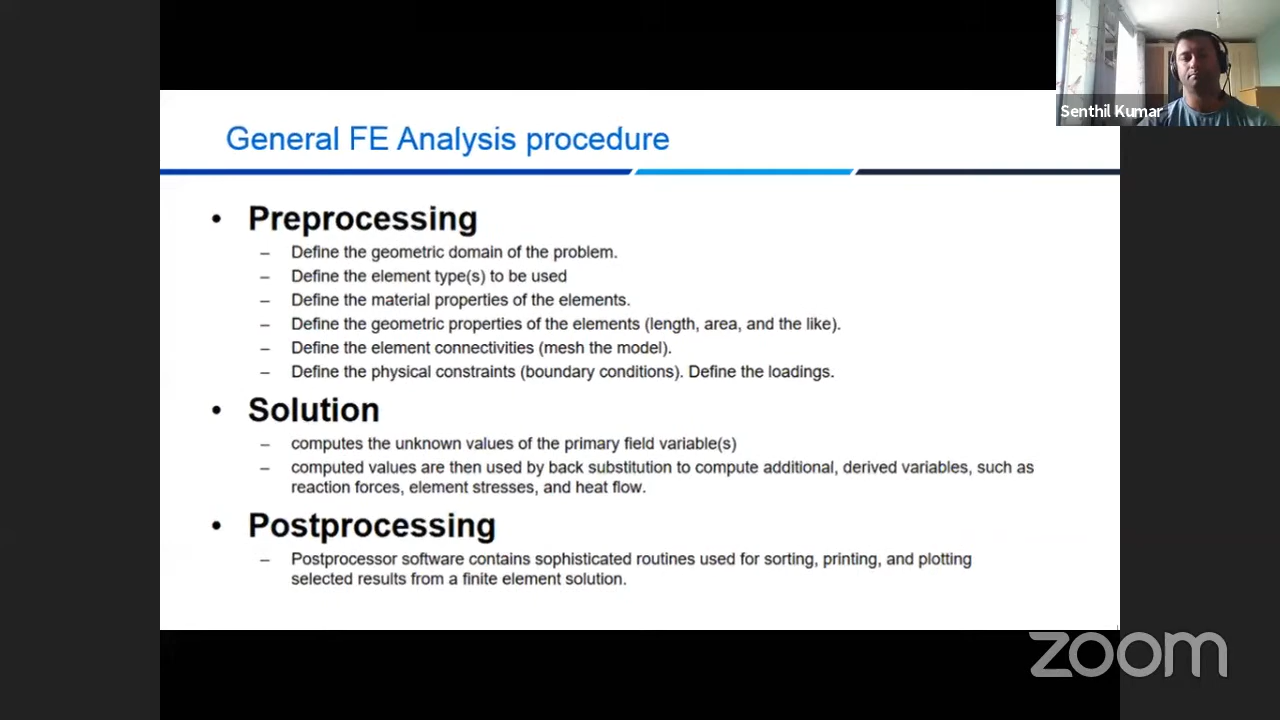 General FE Analysis procedure
Senthil Kumar
• Preprocessing
– Define the geometric domain of the problem.
– Define the element type(s) to be used
– Define the material properties of the elements.
– Define the geometric properties of the elements (length, area, and the like).
– Define the element connectivities (mesh the model).
– Define the physical constraints (boundary conditions). Define the loadings.
• Solution
– computes the unknown values of the primary field variable(s)
– computed values are then used by back substitution to compute additional, derived variables, such as
reaction forces, element stresses, and heat flow.
• Postprocessing
– Postprocessor software contains sophisticated routines used for sorting, printing, and plotting
selected results from a finite element solution.
zoom